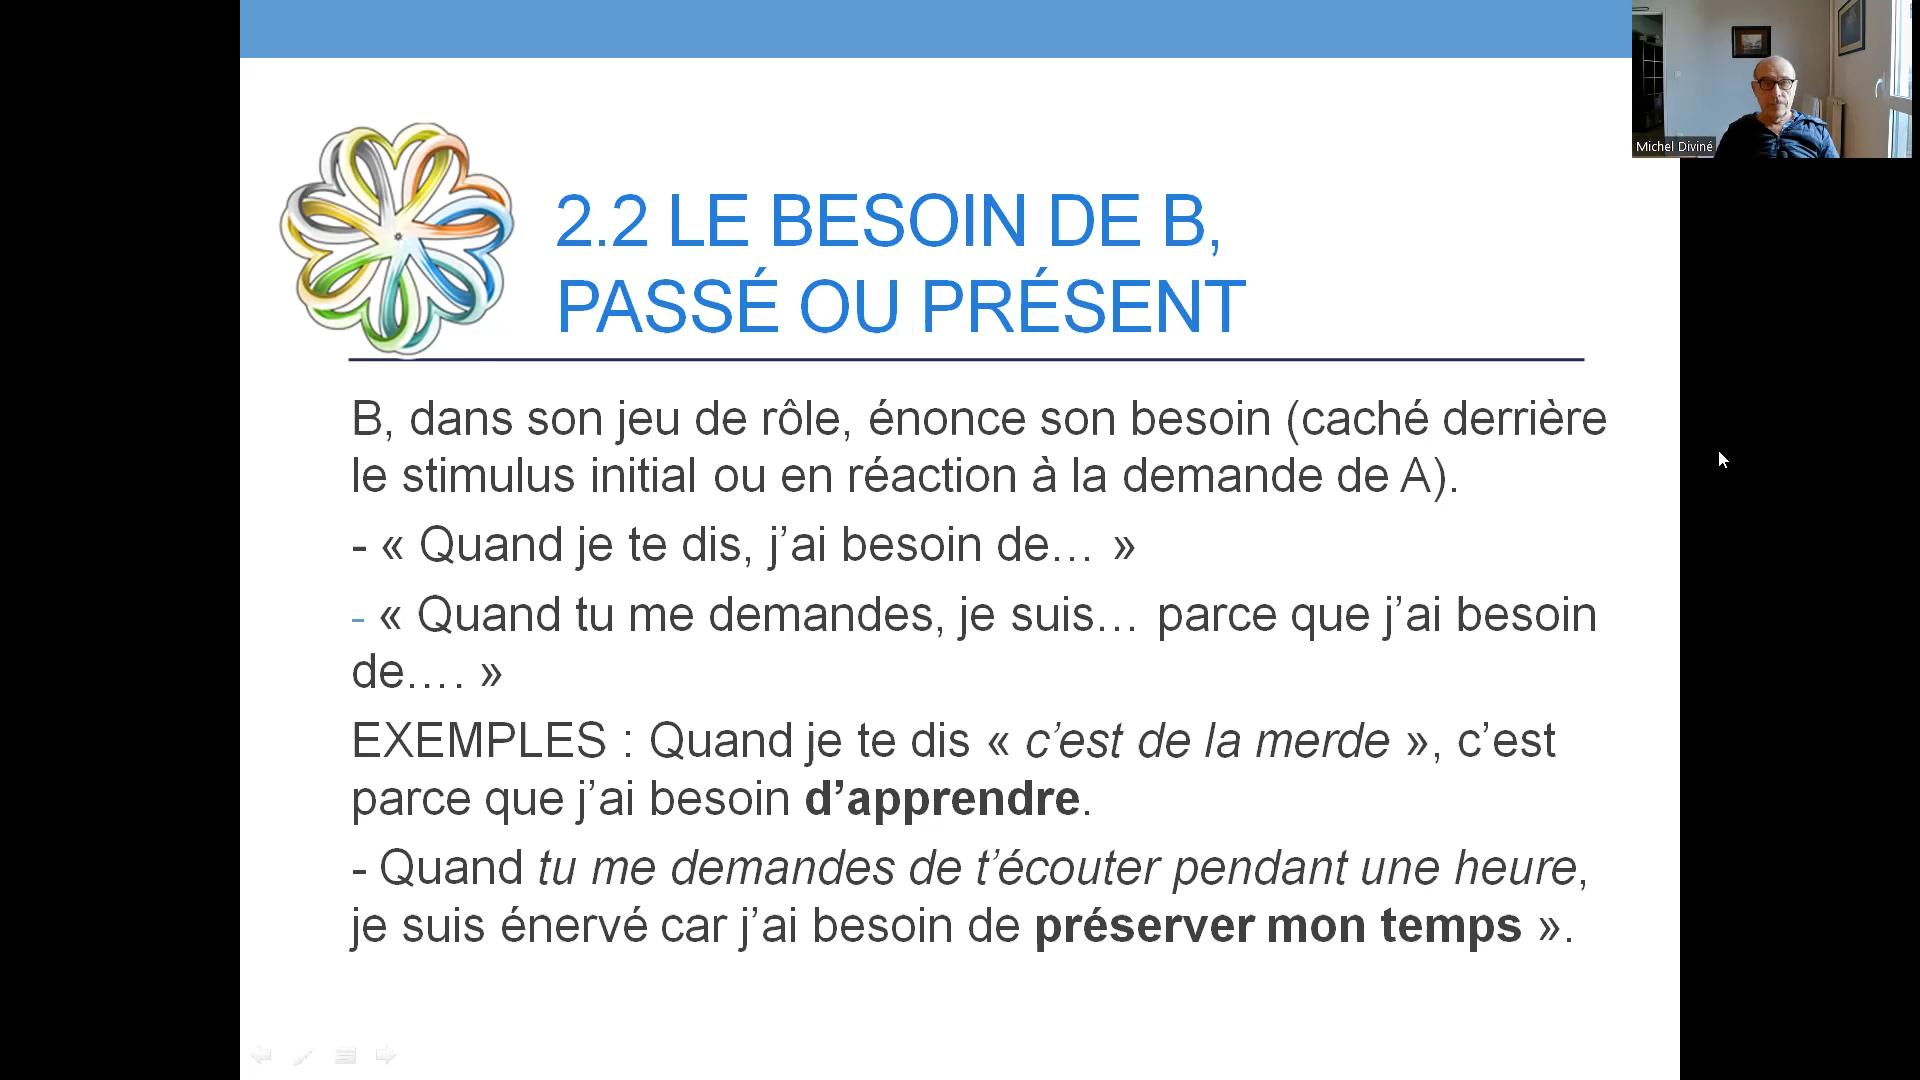 Michel Diviné
2.2 LE BESOIN DE B,
PASSÉ OU PRÉSENT
B, dans son jeu de rôle, énonce son besoin (caché derrière
le stimulus initial ou en réaction à la demande de A).
- « Quand je te dis, j’ai besoin de… »
- « Quand tu me demandes, je suis… parce que j’ai besoin
de…. »
EXEMPLES : Quand je te dis « c’est de la merde », c’est
parce que j’ai besoin d’apprendre.
- Quand tu me demandes de t’écouter pendant une heure,
je suis énervé car j’ai besoin de préserver mon temps ».